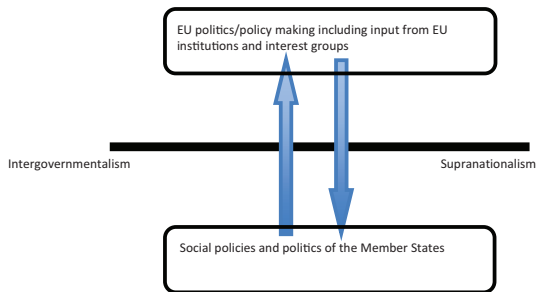 EU politics/policy making including input from EU
institutions and interest groups
Intergovernmentalism
Supranationalism
Social policies and politics of the Member States